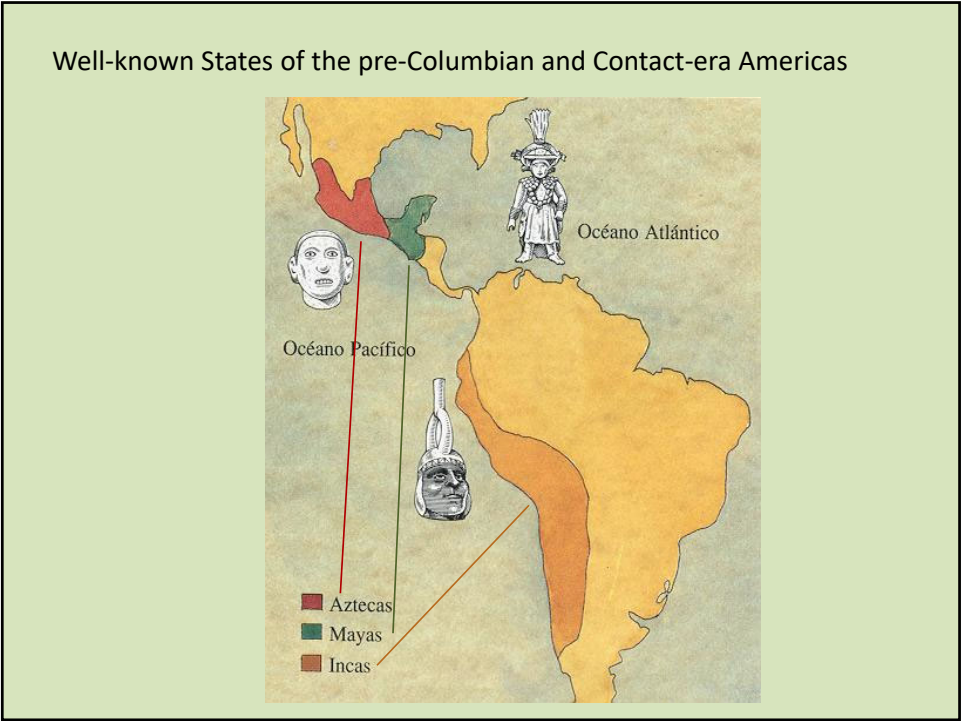 Well-known States of the pre-Columbian and Contact-era Americas
Océano Atlántico
Océano Pacífico
Aztecas
Mayas
Incas